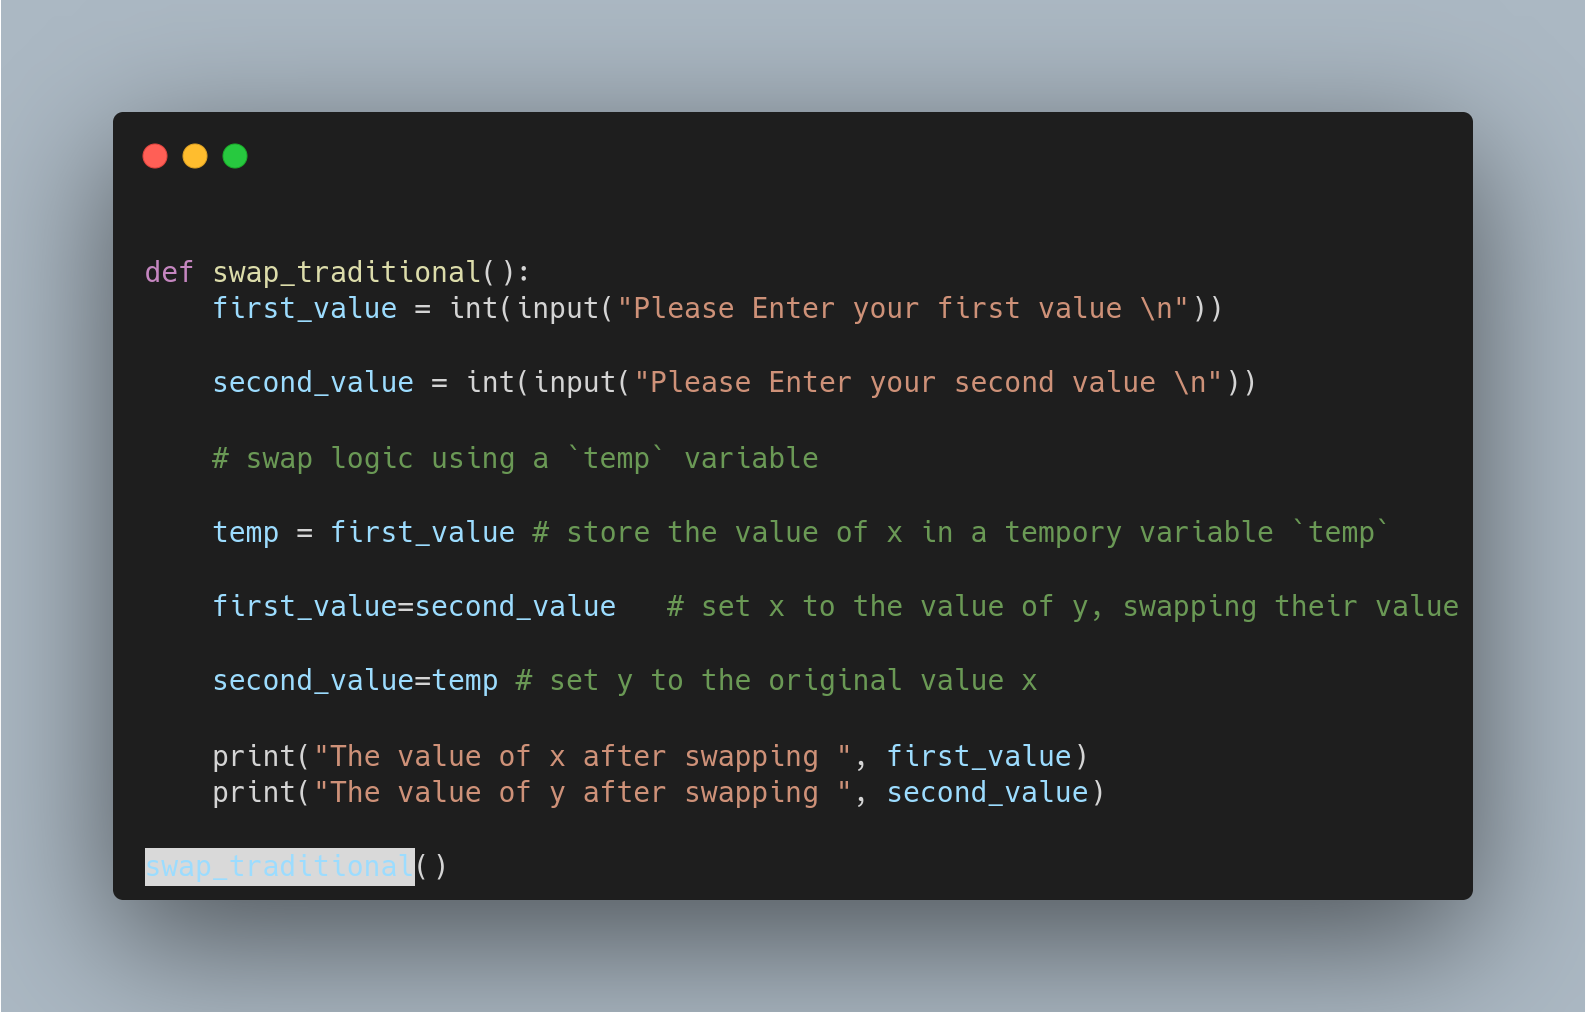 def swap_traditional():
    first_value = int(input("Please Enter your first value \n"))
    second_value = int(input("Please Enter your second value \n"))
    # swap logic using a `temp` variable
    temp = first_value # store the value of x in a tempory variable `temp`
    first_value=second_value   # set x to the value of y, swapping their value
    second_value=temp # set y to the original value x
    print("The value of x after swapping ", first_value)
    print("The value of y after swapping ", second_value)
swap_traditional()